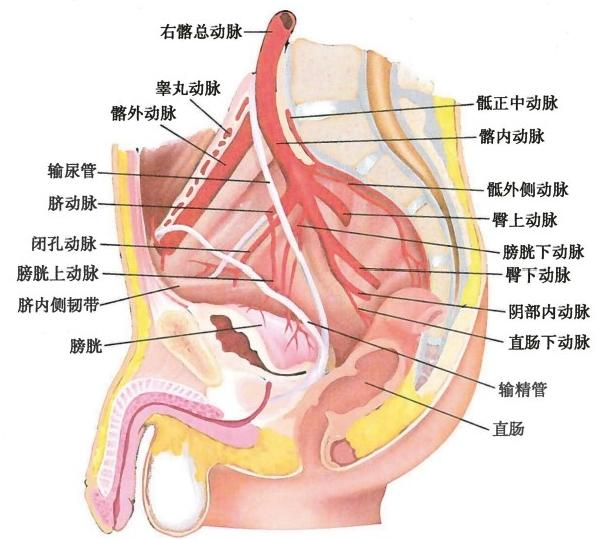 右髂总动脉
睾丸动脉
髂外动脉
输尿管
脐动脉
闭孔动脉
膀胱上动脉
脐内侧韧带
膀胱
骶正中动脉
髂内动脉
骶外侧动脉
臀上动脉
膀胱下动脉
臀下动脉
阴部内动脉
直肠下动脉
输精管
直肠